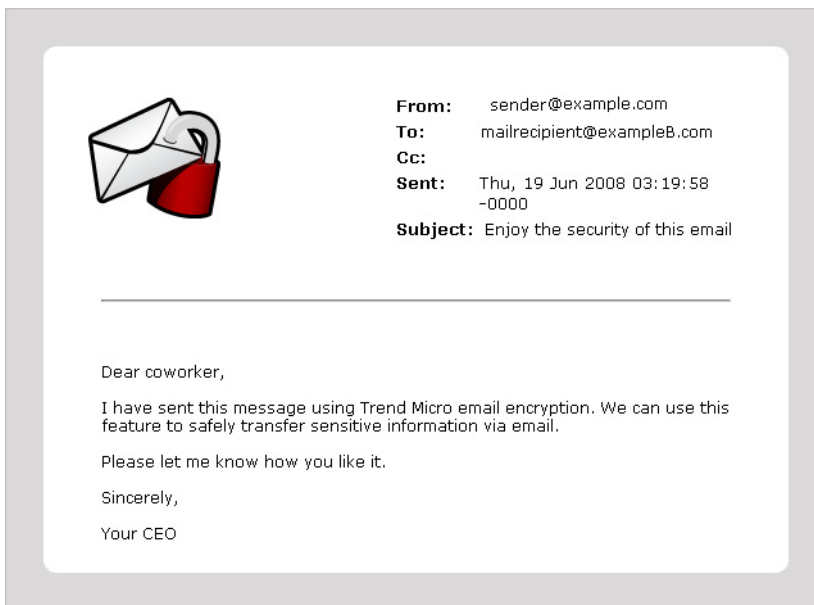 From: sender@example.com
To: mailrecipient@exampleB.com
Cc:
Sent: Thu, 19 Jun 2008 03:19:58
-0000
Subject: Enjoy the security of this email
Dear coworker,
I have sent this message using Trend Micro email encryption. We can use this
feature to safely transfer sensitive information via email.
Please let me know how you like it.
Sincerely,
Your CEO